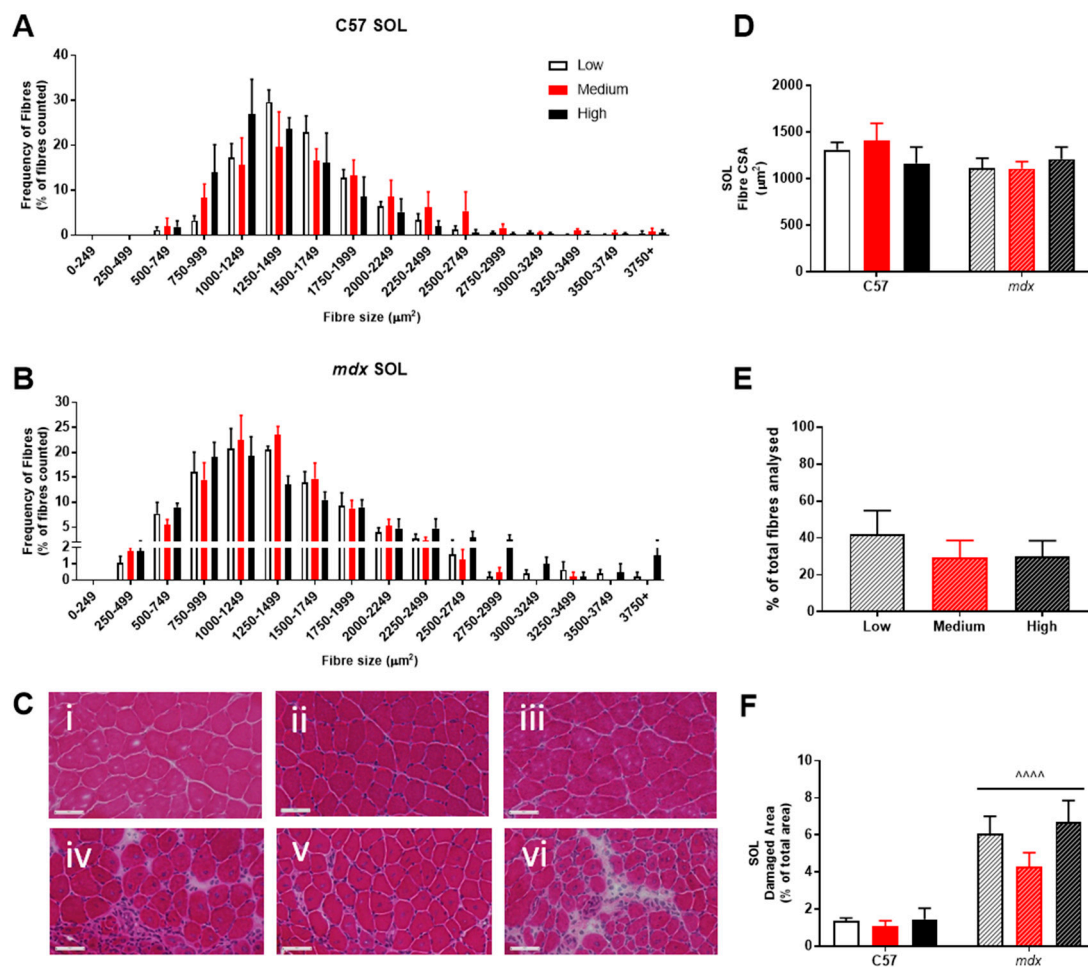 A
C57 SOL
Frequency of Fibres
(% of fibres counted)
40
30
20
10
0
Low
Medium
High
0-249
250-499
500-749
750-999
1000-1249
1250-1499
1500-1749
1750-1999
2000-2249
2250-2499
2500-2749
2750-2999
3000-3249
3250-3499
3500-3749
3750+
Fibre size (μm²)
B
mdx SOL
Frequency of Fibres
(% of fibres counted)
30
25
20
15
10
5
2
2
1
0
0-249
250-499
500-749
750-999
1000-1249
1250-1499
1500-1749
1750-1999
2000-2249
2250-2499
2500-2749
2750-2999
3000-3249
3250-3499
3500-3749
3750+
Fibre size (μm²)
C
i
ii
iii
iv
v
vi
D
SOL
Fibre CSA
(μm²)
2000
1500
1000
500
0
C57
mdx
E
% of total fibres analysed
100
80
60
40
20
0
Low
Medium
High
F
SOL
Damaged Area
(% of total area)
10
8
6
4
2
0
^^^^
C57
mdx